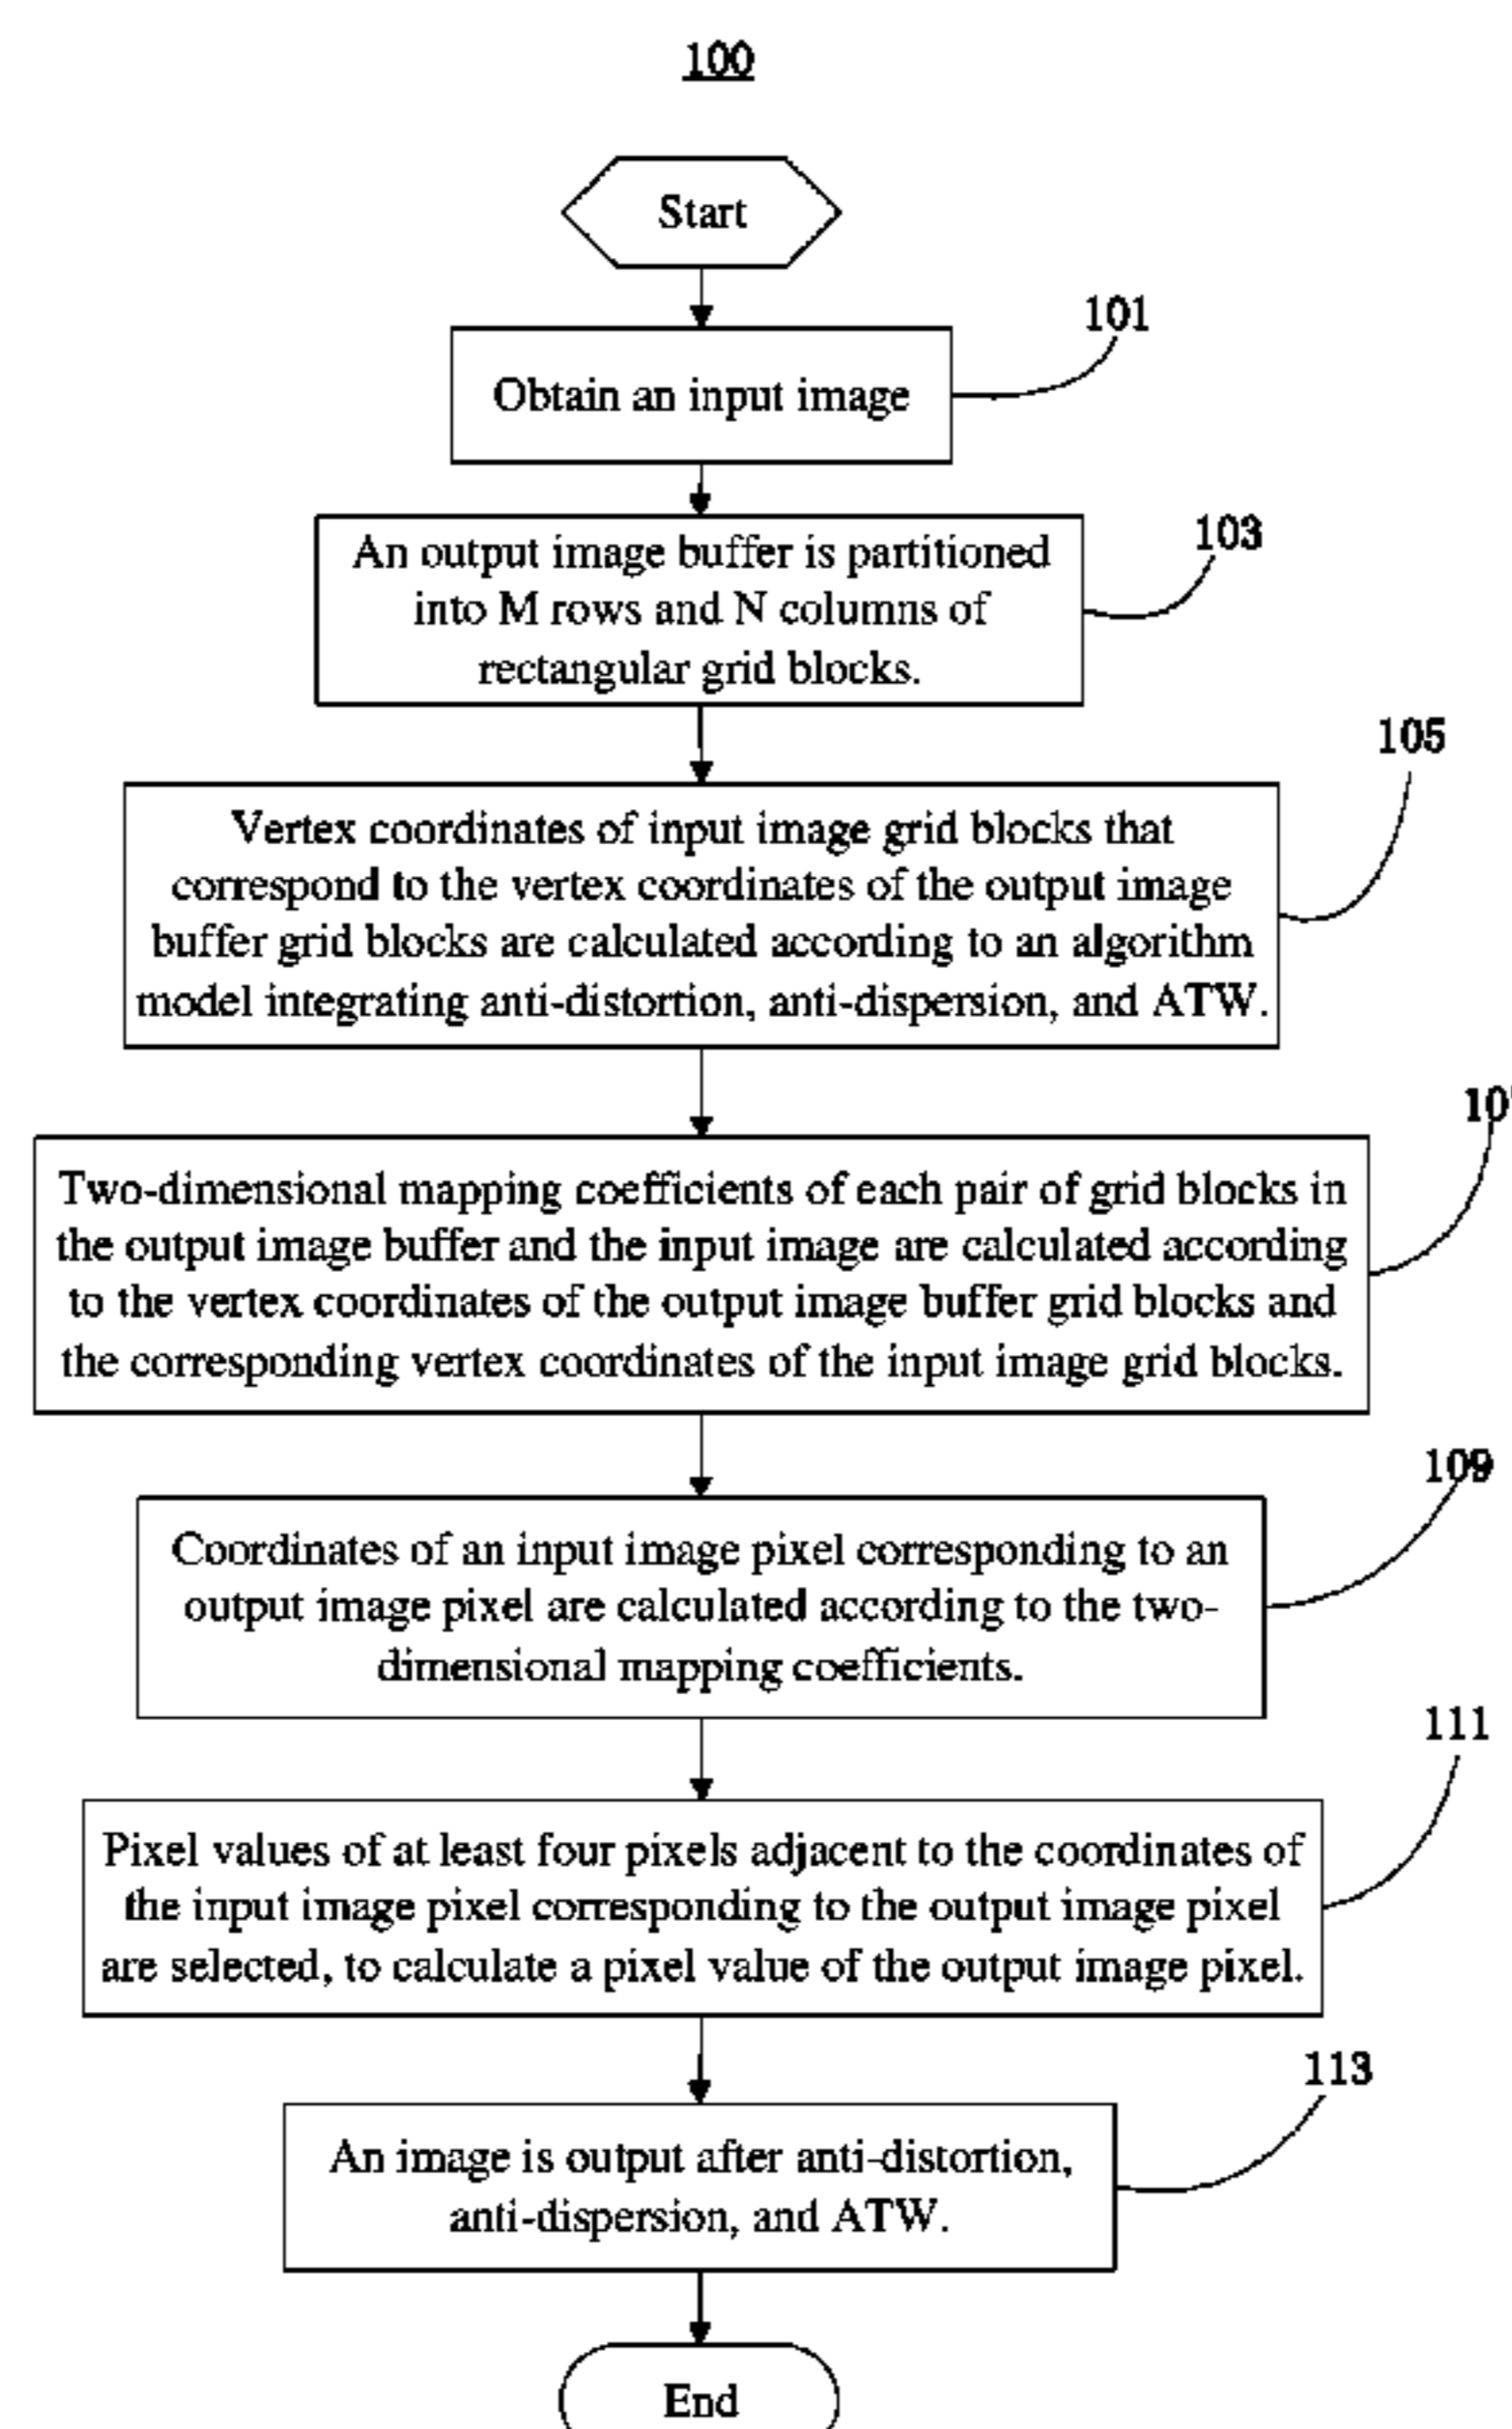 100
Start
101
Obtain an input image
103
An output image buffer is partitioned
into M rows and N columns of
rectangular grid blocks.
105
Vertex coordinates of input image grid blocks that
correspond to the vertex coordinates of the output image
buffer grid blocks are calculated according to an algorithm
model integrating anti-distortion, anti-dispersion, and ATW.
Two-dimensional mapping coefficients of each pair of grid blocks in
the output image buffer and the input image are calculated according
to the vertex coordinates of the output image buffer grid blocks and
the corresponding vertex coordinates of the input image grid blocks.
109
Coordinates of an input image pixel corresponding to an
output image pixel are calculated according to the two-
dimensional mapping coefficients.
111
Pixel values of at least four pixels adjacent to the coordinates of
the input image pixel corresponding to the output image pixel
are selected, to calculate a pixel value of the output image pixel.
113
An image is output after anti-distortion,
anti-dispersion, and ATW.
End